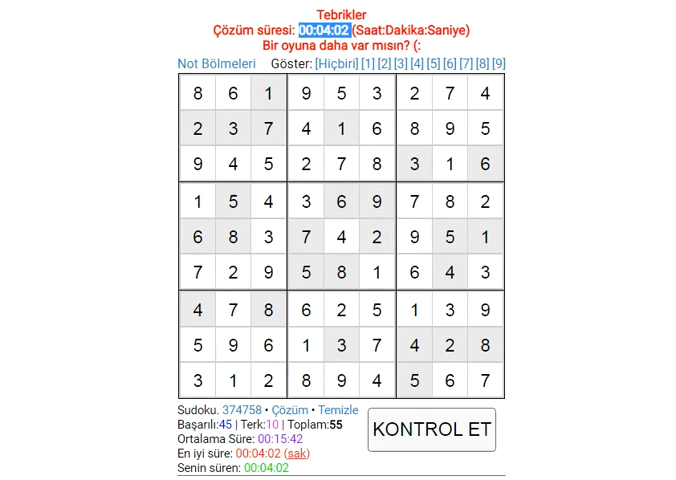 Tebrikler
Çözüm süresi: 00:04:02 (Saat:Dakika:Saniye)
Bir oyuna daha var mısın? (:
Not Bölmeleri Göster: [Hiçbiri] [1] [2] [3] [4] [5] [6] [7] [8] [9]
8 6 1 9 5 3 2 7 4
2 3 7 4 1 6 8 9 5
9 4 5 2 7 8 3 1 6
1 5 4 3 6 9 7 8 2
6 8 3 7 4 2 9 5 1
7 2 9 5 8 1 6 4 3
4 7 8 6 2 5 1 3 9
5 9 6 1 3 7 4 2 8
3 1 2 8 9 4 5 6 7
Sudoku. 374758 • Çözüm • Temizle
Başarılı:45 | Terk:10 | Toplam:55
Ortalama Süre: 00:15:42
En iyi süre: 00:04:02 (sak)
Senin süren: 00:04:02
KONTROL ET